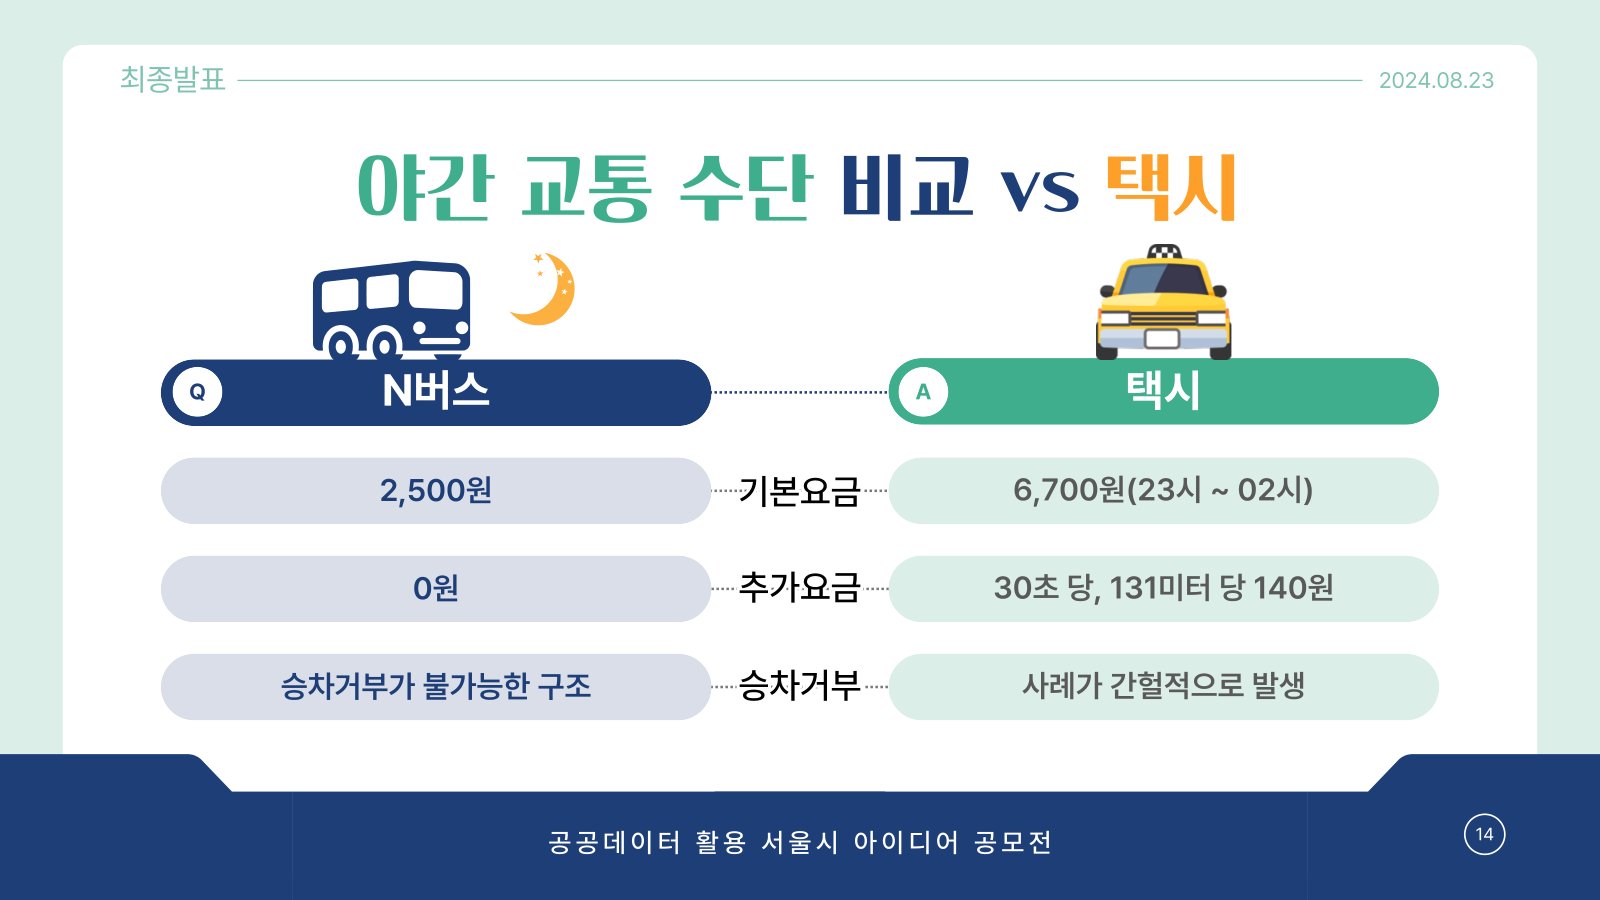 최종발표
2024.08.23
야간 교통 수단 비교 vs 택시
Q N버스
A 택시
2,500원 기본요금 6,700원(23시 ~ 02시)
0원 추가요금 30초 당, 131미터 당 140원
승차거부가 불가능한 구조 승차거부 사례가 간헐적으로 발생
공공데이터 활용 서울시 아이디어 공모전
14